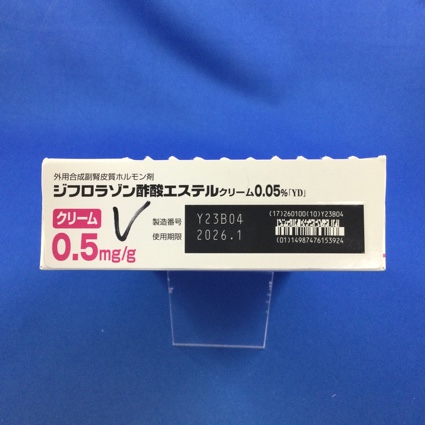 外用合成副腎皮質ホルモン剤
ジフロラゾン酢酸エステルクリーム0.05%「YD」
クリーム
0.5mg/g
製造番号 Y23B04
使用期限 2026.1
(17)260100(10)Y23B04
(01)14987476153924